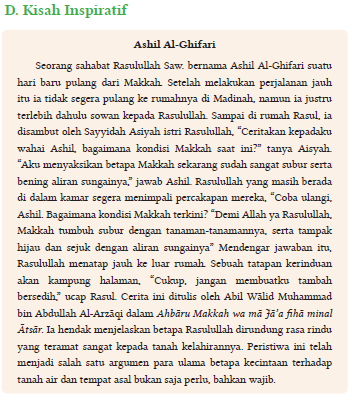 D. Kisah Inspiratif
Ashil Al-Ghifari
Seorang sahabat Rasulullah Saw. bernama Ashil Al-Ghifari suatu
hari baru pulang dari Makkah. Setelah melakukan perjalanan jauh
itu ia tidak segera pulang ke rumahnya di Madinah, namun ia justru
terlebih dahulu sowan kepada Rasulullah. Sampai di rumah Rasul, ia
disambut oleh Sayyidah Asiyah istri Rasulullah, “Ceritakan kepadaku
wahai Ashil, bagaimana kondisi Makkah saat ini?” tanya Aisyah.
“Aku menyaksikan betapa Makkah sekarang sudah sangat subur serta
bening aliran sungainya,” jawab Ashil. Rasulullah yang masih berada
di dalam kamar segera menimpali percakapan mereka, “Coba ulangi,
Ashil. Bagaimana kondisi Makkah terkini? “Demi Allah ya Rasulullah,
Makkah tumbuh subur dengan tanaman-tanamannya, serta tampak
hijau dan sejuk dengan aliran sungainya” Mendengar jawaban itu,
Rasulullah menatap jauh ke luar rumah. Sebuah tatapan kerinduan
akan kampung halaman, “Cukup, jangan membuatku tambah
bersedih,” ucap Rasul. Cerita ini ditulis oleh Abil Wālid Muhammad
bin Abdullah Al-Arzāqi dalam Ahbāru Makkah wa mā Jā’a fihā minal
Ātsār. Ia hendak menjelaskan betapa Rasulullah dirundung rasa rindu
yang teramat sangat kepada tanah kelahirannya. Peristiwa ini telah
menjadi salah satu argumen para ulama betapa kecintaan terhadap
tanah air dan tempat asal bukan saja perlu, bahkan wajib.